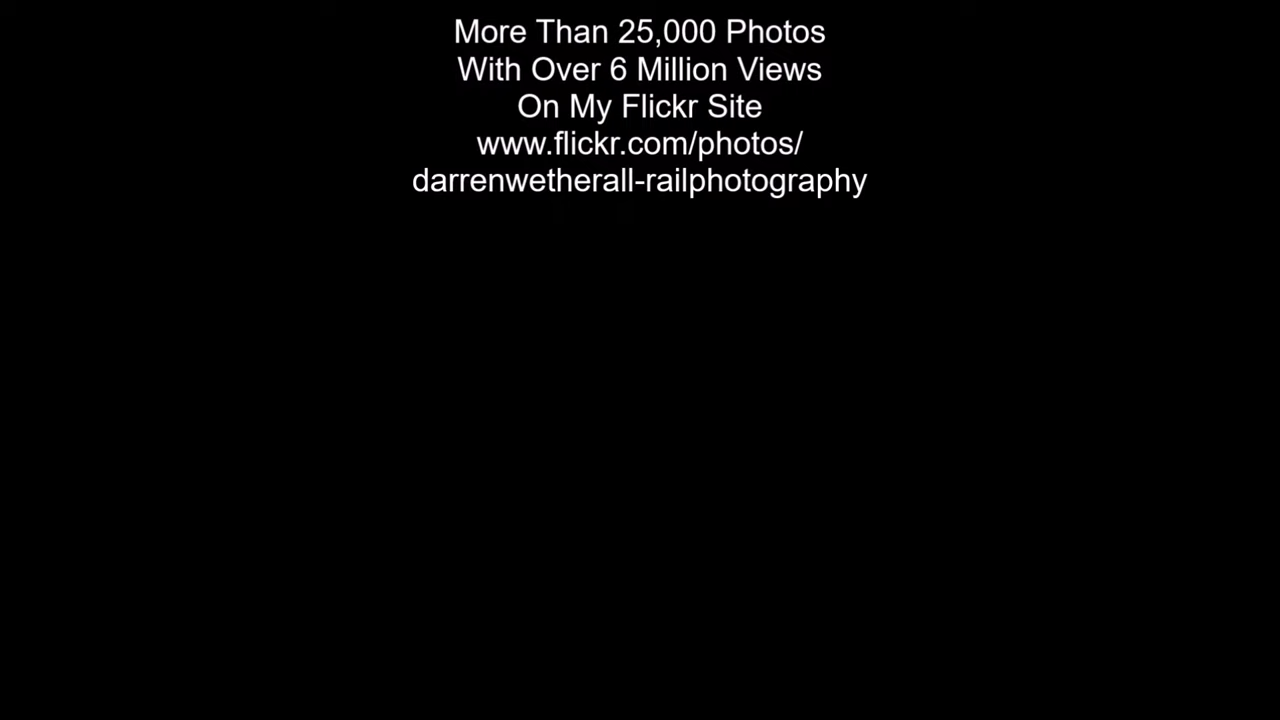 More Than 25,000 Photos
With Over 6 Million Views
On My Flickr Site
www.flickr.com/photos/
darrenwetherall-railphotography